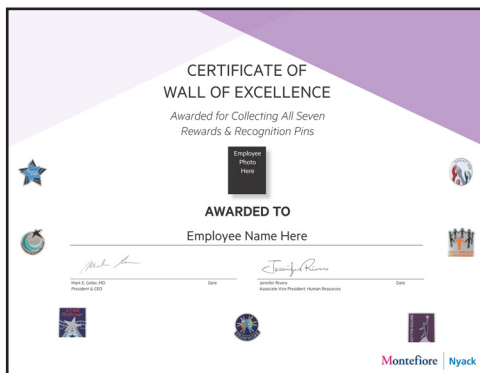 CERTIFICATE OF
WALL OF EXCELLENCE
Awarded for Collecting All Seven
Rewards & Recognition Pins
Employee
Photo
Here
AWARDED TO
Employee Name Here
Mark E. Geller, MD
Date
Jennifer Rivera
Date
President & CEO
Associate Vice President, Human Resources
Montefiore | Nyack